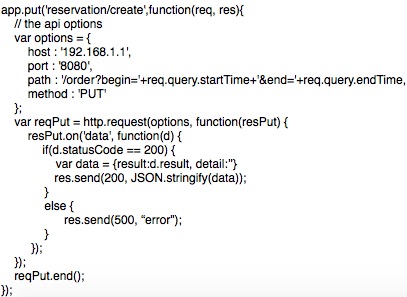 app.put('reservation/create',function(req, res){
// the api options
var options = {
host : '192.168.1.1',
port : '8080',
path : '/order?begin='+req.query.startTime+'&end='+req.query.endTime,
method : 'PUT'
};
var reqPut = http.request(options, function(resPut) {
resPut.on('data', function(d) {
if(d.statusCode == 200) {
var data = {result:d.result, detail:''}
res.send(200, JSON.stringify(data));
}
else {
res.send(500, “error");
}
});
});
reqPut.end();
});